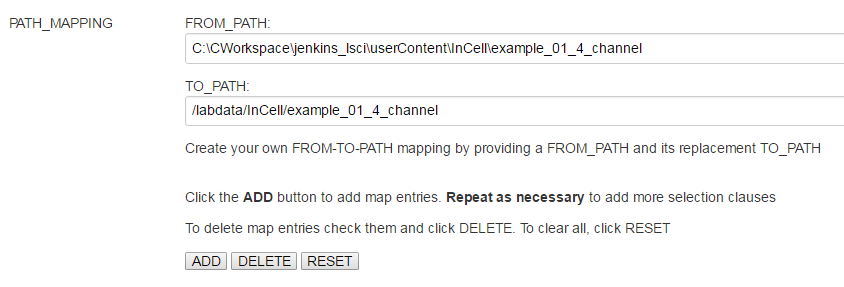 PATH_MAPPING FROM_PATH:
C:\CWorkspace\jenkins_lsci\userContent\InCell\example_01_4_channel
TO_PATH:
/labdata/InCell/example_01_4_channel
Create your own FROM-TO-PATH mapping by providing a FROM_PATH and its replacement TO_PATH
Click the ADD button to add map entries. Repeat as necessary to add more selection clauses
To delete map entries check them and click DELETE. To clear all, click RESET
ADD DELETE RESET